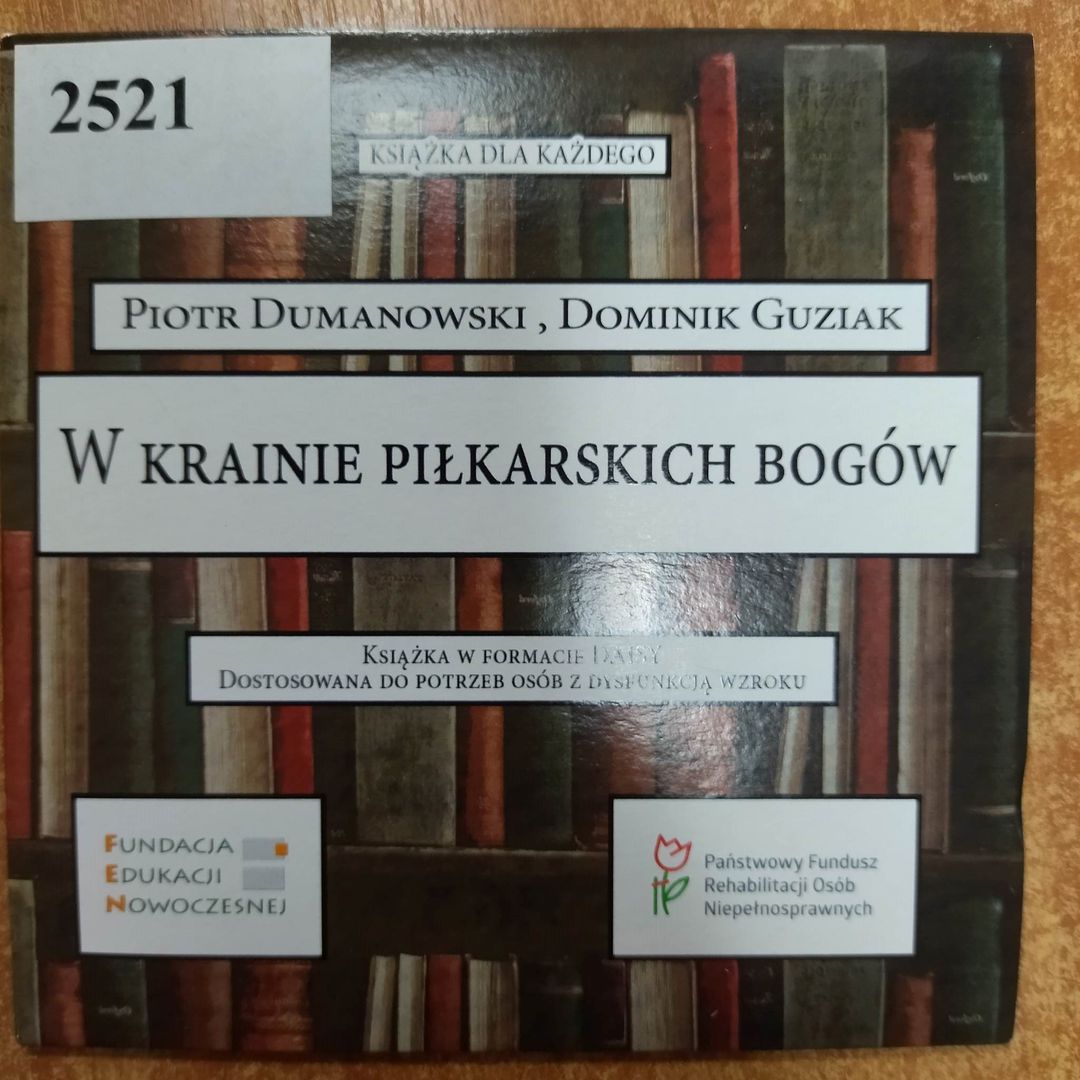 2521
KSIĄŻKA DLA KAŻDEGO
PIOTR DUMANOWSKI , DOMINIK GUZIAK
W KRAINIE PIŁKARSKICH BOGÓW
KSIĄŻKA W FORMACIE DAISY
DOSTOSOWANA DO POTRZEB OSÓB Z DYSFUNKCJĄ WZROKU
FUNDACJA
EDUKACJI
NOWOCZESNEJ
Państwowy Fundusz
Rehabilitacji Osób
Niepełnosprawnych